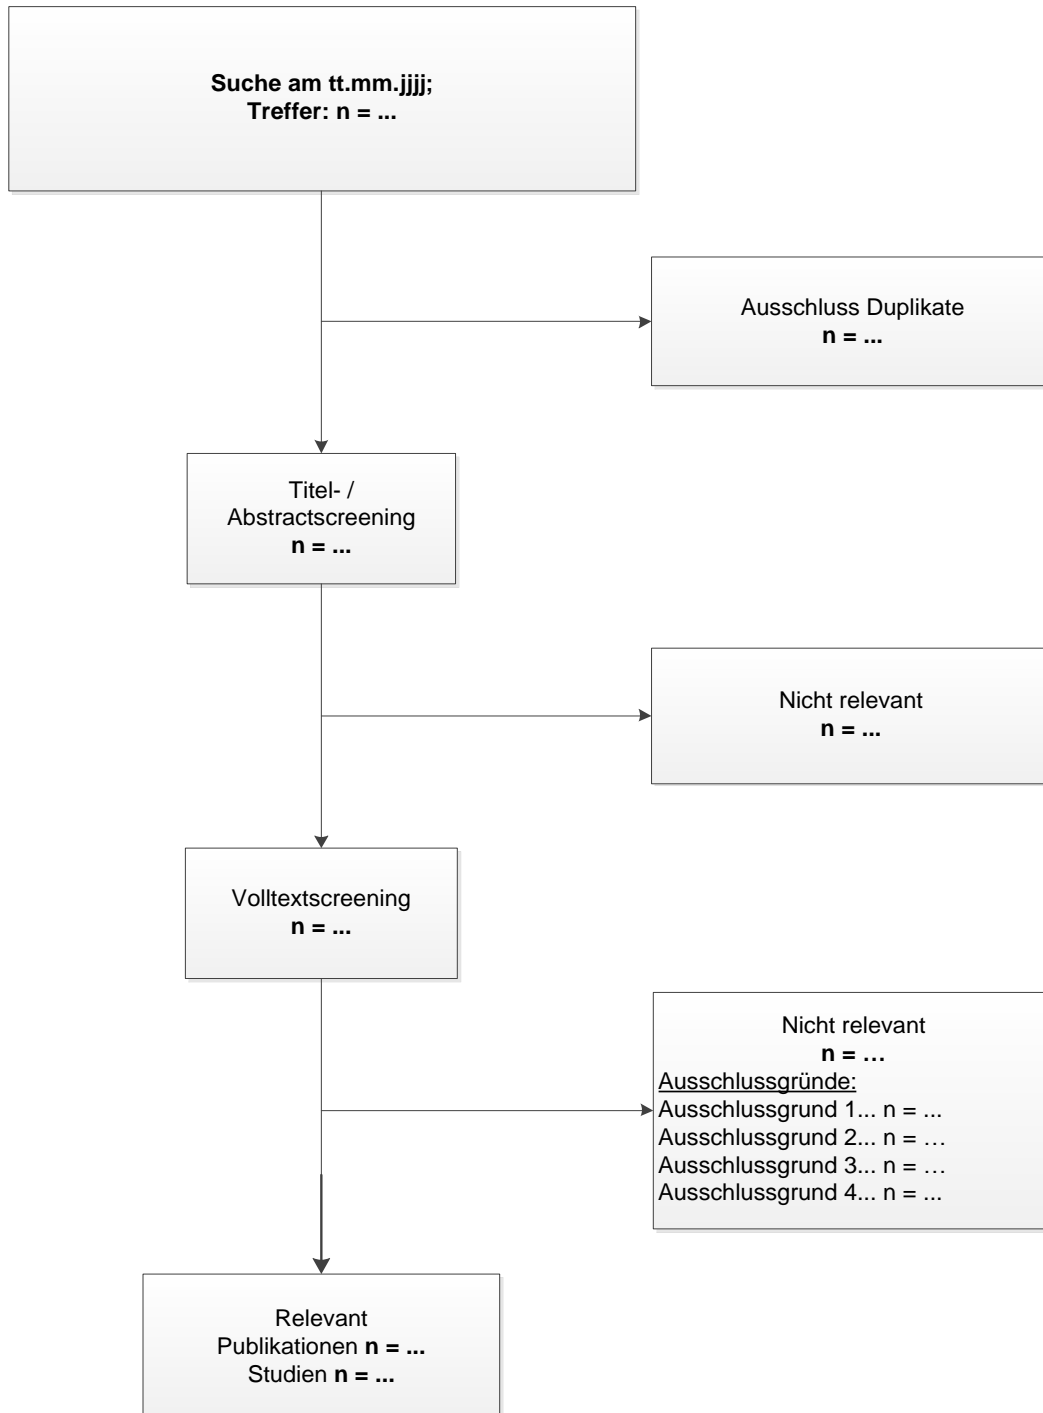 Suche am tt.mm.jjjj;
Treffer: n = ...
Ausschluss Duplikate
n = ...
Titel- /
Abstractscreening
n = ...
Nicht relevant
n = ...
Volltextscreening
n = ...
Nicht relevant
n = …
Ausschlussgründe:
Ausschlussgrund 1... n = ...
Ausschlussgrund 2... n = …
Ausschlussgrund 3... n = …
Ausschlussgrund 4... n = ...
Relevant
Publikationen n = ...
Studien n = ...